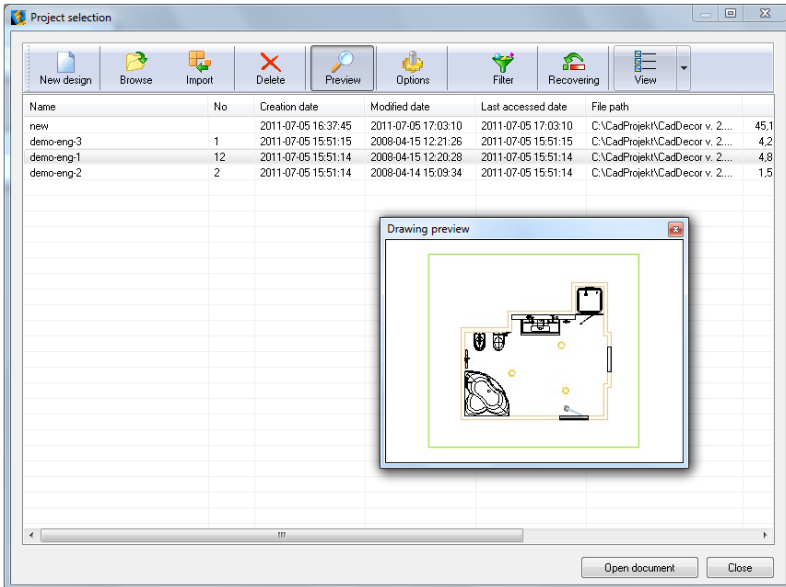 Project selection
New design Browse Import Delete Preview Options Filter Recovering View
Name No Creation date Modified date Last accessed date File path
new 2011-07-05 16:37:45 2011-07-05 17:03:10 2011-07-05 17:03:10 C:\CadProjekt\CadDecor v. 2.... 45,1
demo-eng-3 1 2011-07-05 15:51:15 2008-04-15 12:21:26 2011-07-05 15:51:15 C:\CadProjekt\CadDecor v. 2.... 4,2
demo-eng-1 12 2011-07-05 15:51:14 2008-04-15 12:20:28 2011-07-05 15:51:14 C:\CadProjekt\CadDecor v. 2.... 4,8
demo-eng-2 2 2011-07-05 15:51:14 2008-04-14 15:09:34 2011-07-05 15:51:14 C:\CadProjekt\CadDecor v. 2.... 1,5
Drawing preview
Open document Close